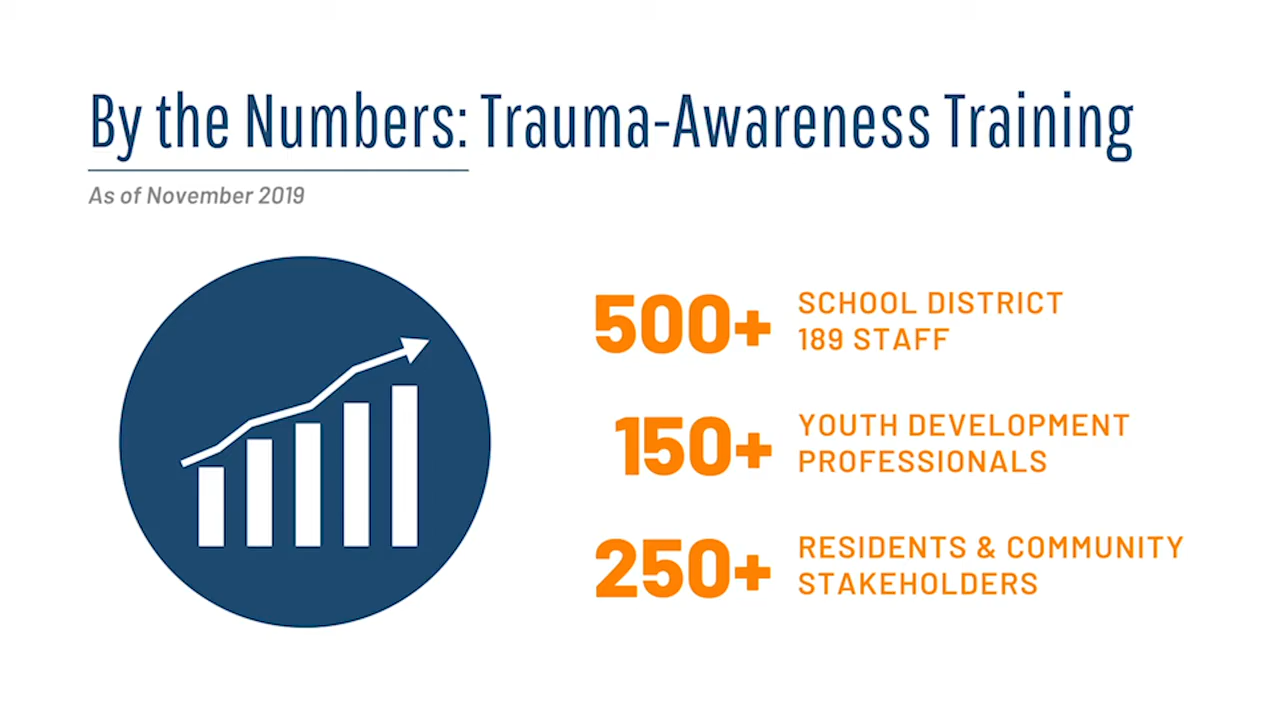 By the Numbers: Trauma-Awareness Training
As of November 2019
500+
SCHOOL DISTRICT
189 STAFF
150+
YOUTH DEVELOPMENT
PROFESSIONALS
250+
RESIDENTS & COMMUNITY
STAKEHOLDERS